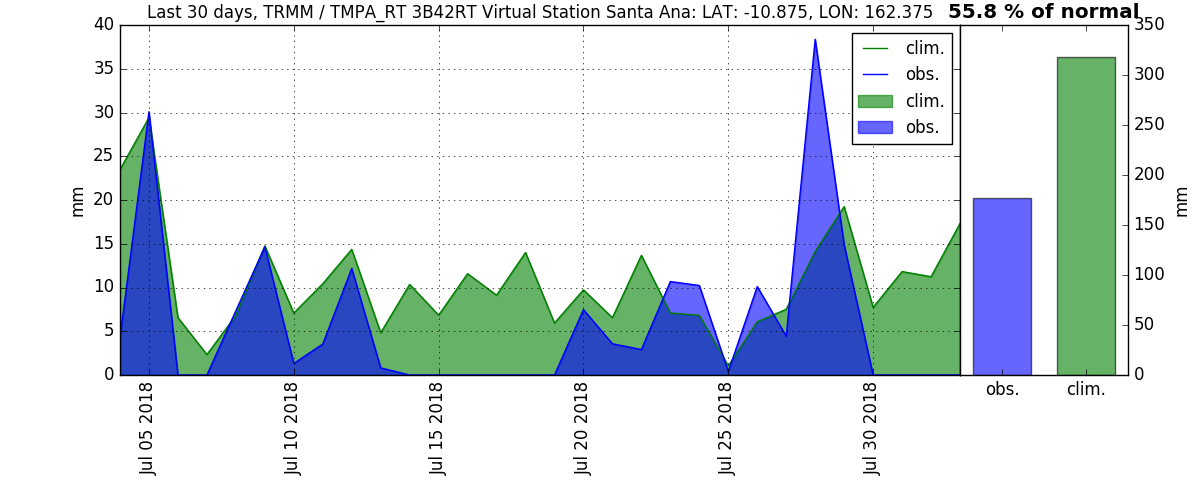 Last 30 days, TRMM / TMPA_RT 3B42RT Virtual Station Santa Ana: LAT: -10.875, LON: 162.375
55.8 % of normal
40
35
30
25
20
15
10
5
0
mm
Jul 05 2018
Jul 10 2018
Jul 15 2018
Jul 20 2018
Jul 25 2018
Jul 30 2018
clim.
obs.
clim.
obs.
350
300
250
200
150
100
50
0
mm
obs.
clim.